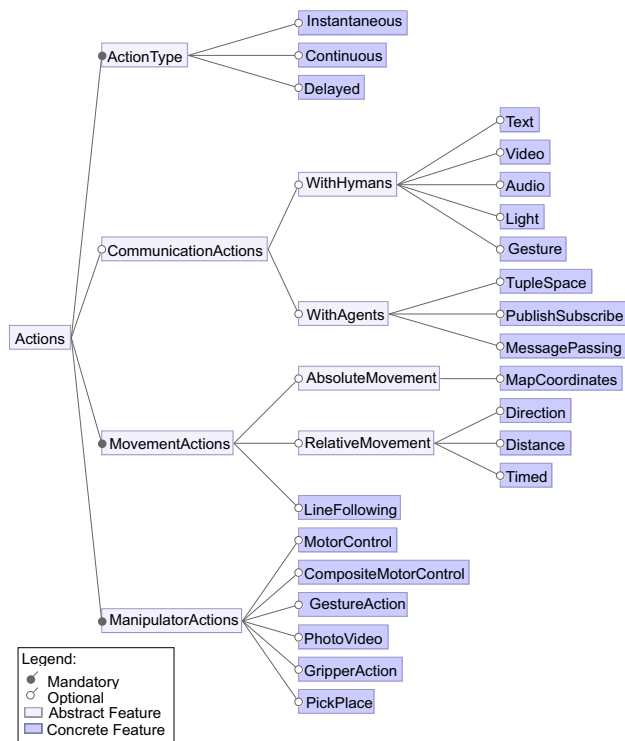 Instantaneous
ActionType
Continuous
Delayed
Text
Video
WithHymans
Audio
Light
CommunicationActions
Gesture
TupleSpace
WithAgents
PublishSubscribe
Actions
MessagePassing
AbsoluteMovement
MapCoordinates
Direction
MovementActions
RelativeMovement
Distance
Timed
LineFollowing
MotorControl
CompositeMotorControl
GestureAction
ManipulatorActions
PhotoVideo
GripperAction
PickPlace
Legend:
Mandatory
Optional
Abstract Feature
Concrete Feature